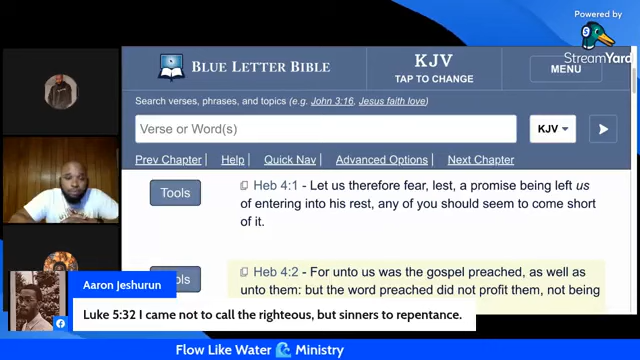 Powered by
StreamYard
BLUE LETTER BIBLE
KJV
TAP TO CHANGE
MENU
Search verses, phrases, and topics (e.g. John 3:16, Jesus faith love)
Verse or Word(s)
KJV
Prev Chapter | Help | Quick Nav | Advanced Options | Next Chapter
Tools
Heb 4:1 - Let us therefore fear, lest, a promise being left us
of entering into his rest, any of you should seem to come short
of it.
ols
Heb 4:2 - For unto us was the gospel preached, as well as
unto them: but the word preached did not profit them, not being
Aaron Jeshurun
Luke 5:32 I came not to call the righteous, but sinners to repentance.
Flow Like Water 🌊 Ministry